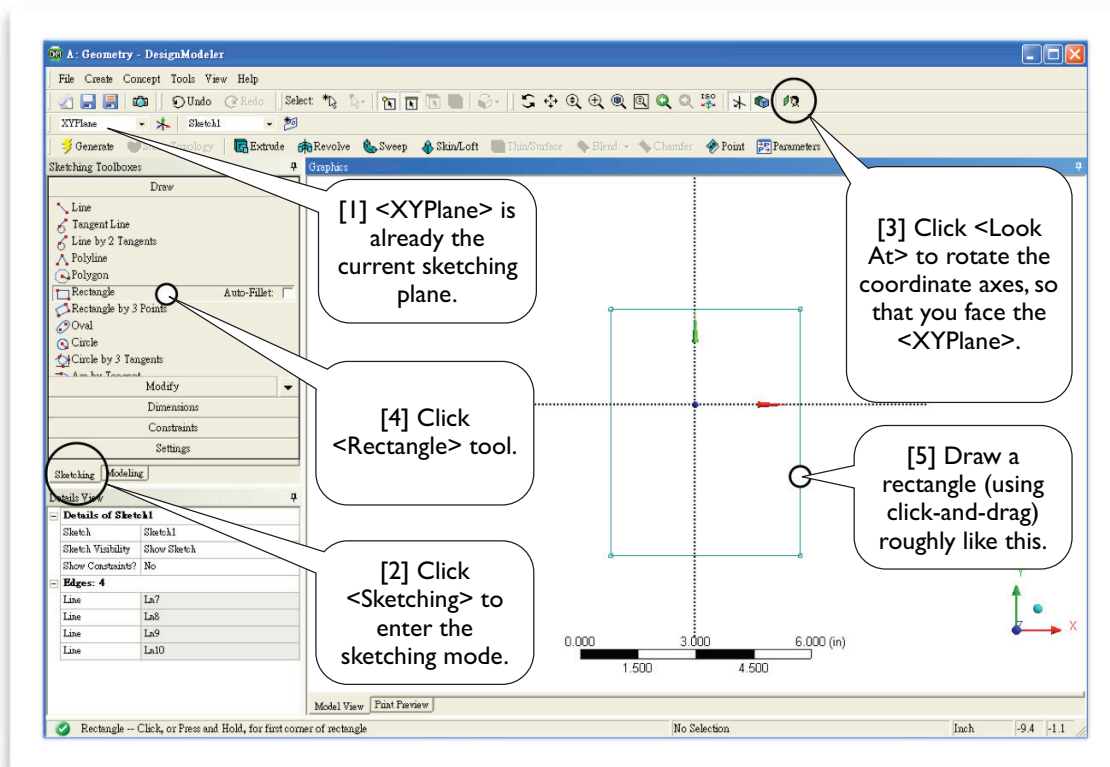 A: Geometry - DesignModeler
File Create Concept Tools View Help
Undo Redo Select: ISO
XYPlane Sketch1
Generate Topology Extrude Revolve Sweep Skin/Loft Thin/Surface Blend Chamfer Point Parameters
Sketching Toolboxes
Graphics
Draw
Line
Tangent Line
Line by 2 Tangents
Polyline
Polygon
Rectangle Auto-Fillet:
Rectangle by 3 Points
Oval
Circle
Circle by 3 Tangents
Arc by Tangent
Modify
Dimensions
Constraints
Settings
Sketching Modeling
Details View
Details of Sketch1
Sketch Sketch1
Sketch Visibility Show Sketch
Show Constraints? No
Edges: 4
Line Ln7
Line Ln8
Line Ln9
Line Ln10
[1] <XYPlane> is
already the
current sketching
plane.
[2] Click
<Sketching> to
enter the
sketching mode.
[3] Click <Look
At> to rotate the
coordinate axes, so
that you face the
<XYPlane>.
[4] Click
<Rectangle> tool.
[5] Draw a
rectangle (using
click-and-drag)
roughly like this.
Y
Z
X
0.000 3.000 6.000 (in)
1.500 4.500
Model View Print Preview
Rectangle -- Click, or Press and Hold, for first corner of rectangle No Selection Inch -9.4 -1.1